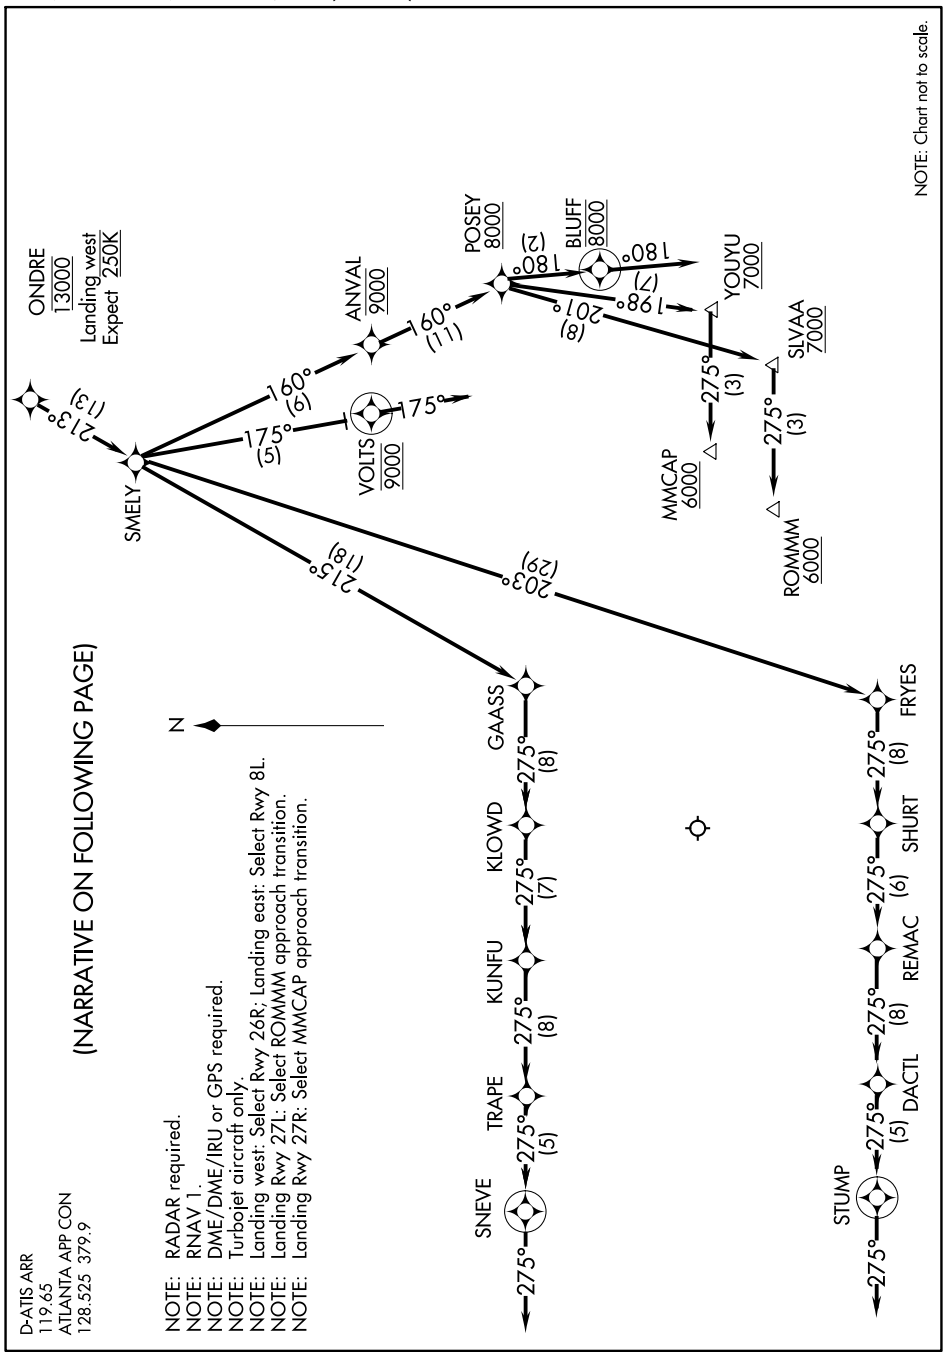 D-ATIS ARR
119.65
ATLANTA APP CON
128.525 379.9
(NARRATIVE ON FOLLOWING PAGE)
NOTE: RADAR required.
NOTE: RNAV 1.
NOTE: DME/DME/IRU or GPS required.
NOTE: Turbojet aircraft only.
NOTE: Landing west: Select Rwy 26R; Landing east: Select Rwy 8L.
NOTE: Landing Rwy 27L: Select ROMMM approach transition.
NOTE: Landing Rwy 27R: Select MMCAP approach transition.
N
ONDRE
13000
Landing west
Expect 250K
213°
(13)
SMELY
160°
(9)
ANVAL
9000
160°
(11)
175°
(5)
VOLTS
9000
175°
POSEY
8000
180°
(2)
BLUFF
8000
180°
198°
(7)
201°
(8)
YOUYU
7000
275°
(3)
MMCAP
6000
SLVAA
7000
275°
(3)
ROMMM
6000
215°
(18)
203°
(29)
GAASS
275°
(8)
KLOWD
275°
(7)
KUNFU
275°
(8)
TRAPE
275°
(5)
SNEVE
275°
FRYES
275°
(8)
SHURT
275°
(6)
REMAC
275°
(8)
DACTL
275°
(5)
STUMP
275°
NOTE: Chart not to scale.